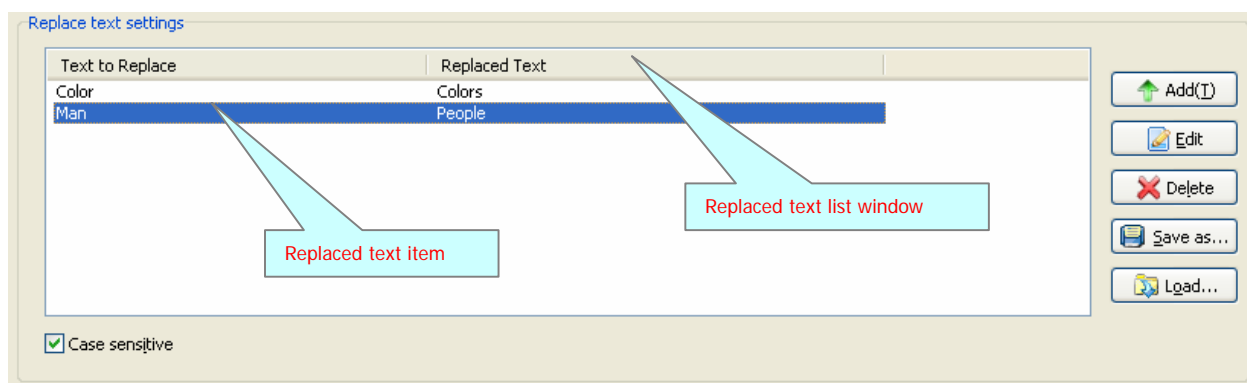 Replace text settings
Text to Replace Replaced Text
Color Colors
Man People
Replaced text list window
Replaced text item
Add(T)
Edit
Delete
Save as...
Load...
Case sensitive